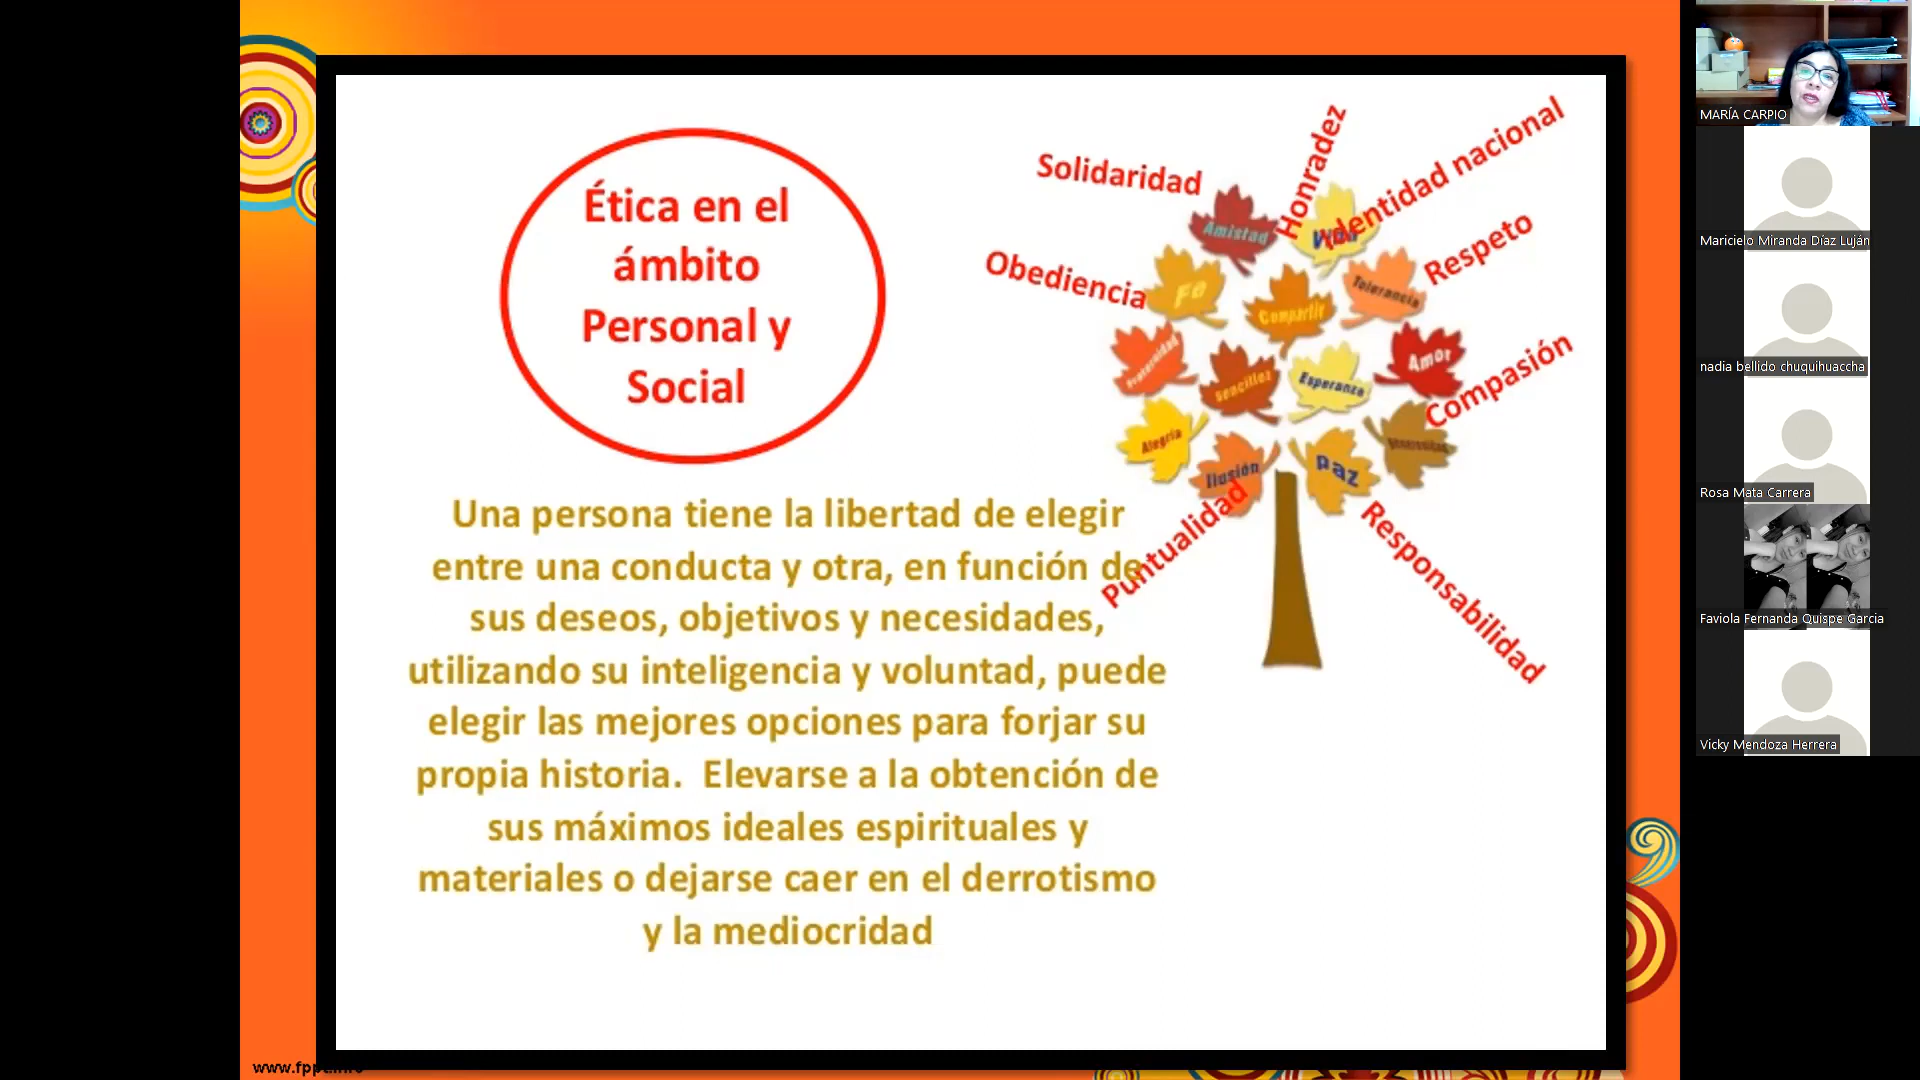 Ética en el
ámbito
Personal y
Social
Una persona tiene la libertad de elegir
entre una conducta y otra, en función de
sus deseos, objetivos y necesidades,
utilizando su inteligencia y voluntad, puede
elegir las mejores opciones para forjar su
propia historia.  Elevarse a la obtención de
sus máximos ideales espirituales y
materiales o dejarse caer en el derrotismo
y la mediocridad
Solidaridad
Honradez
Identidad nacional
Respeto
Obediencia
Compasión
Puntualidad
Responsabilidad
Amistad
Fe
Compartir
Tolerancia
Sencillez
Esperanza
Amor
Alegria
Ilusión
Paz
MARÍA CARPIO
Maricielo Miranda Díaz Luján
nadia bellido chuquihuaccha
Rosa Mata Carrera
Faviola Fernanda Quispe Garcia
Vicky Mendoza Herrera